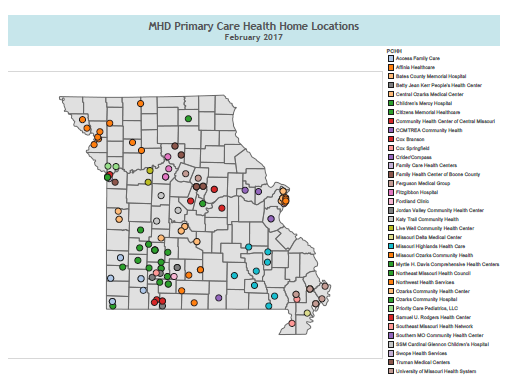 MHD Primary Care Health Home Locations
February 2017
PCHH
Access Family Care
Affinia Healthcare
Bates County Memorial Hospital
Betty Jean Kerr People's Health Center
Central Ozarks Medical Center
Children's Mercy Hospital
Citizens Memorial Healthcare
Community Health Center of Central Missouri
COMTREA Community Health
Cox Branson
Cox Springfield
Crider/Compass
Family Care Health Centers
Family Health Center of Boone County
Ferguson Medical Group
Fitzgibbon Hospital
Fordland Clinic
Jordan Valley Community Health Center
Katy Trail Community Health
Live Well Community Health Center
Missouri Delta Medical Center
Missouri Highlands Health Care
Missouri Ozarks Community Health
Myrtle H. Davis Comprehensive Health Centers
Northeast Missouri Health Council
Northwest Health Services
Ozarks Community Health Center
Ozarks Community Hospital
Priority Care Pediatrics, LLC
Samuel U. Rodgers Health Center
Southeast Missouri Health Network
Southern MO Community Health Center
SSM Cardinal Glennon Children's Hospital
Swope Health Services
Truman Medical Centers
University of Missouri Health System